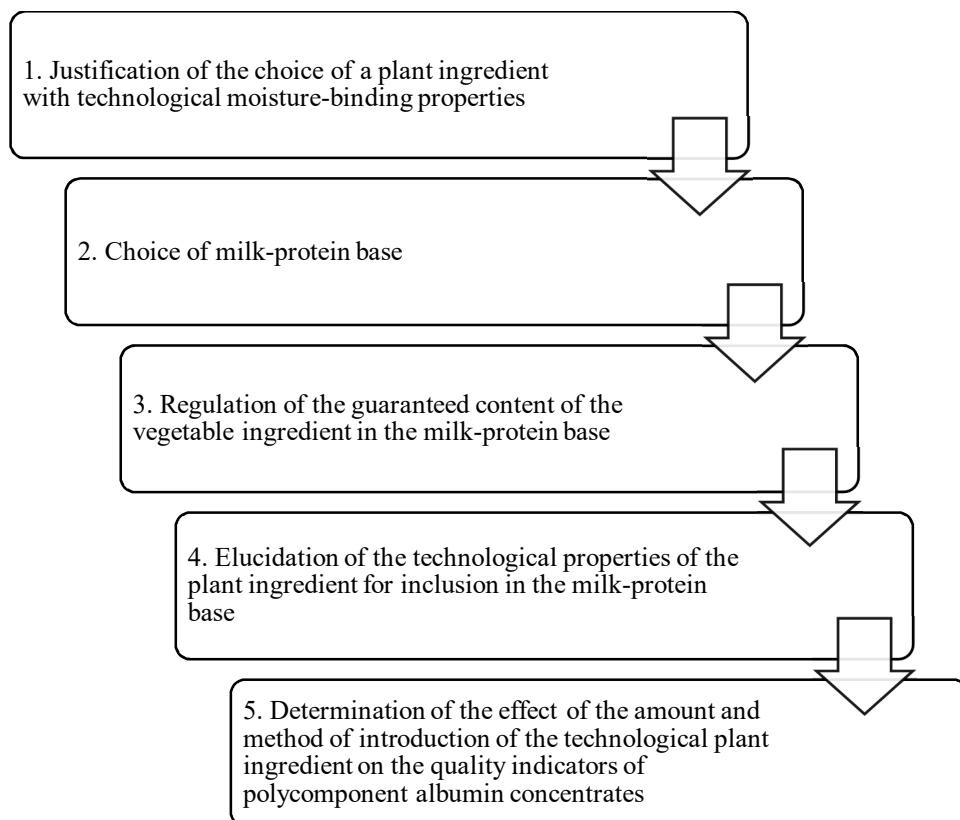 1. Justification of the choice of a plant ingredient
with technological moisture-binding properties
2. Choice of milk-protein base
3. Regulation of the guaranteed content of the
vegetable ingredient in the milk-protein base
4. Elucidation of the technological properties of the
plant ingredient for inclusion in the milk-protein
base
5. Determination of the effect of the amount and
method of introduction of the technological plant
ingredient on the quality indicators of
polycomponent albumin concentrates